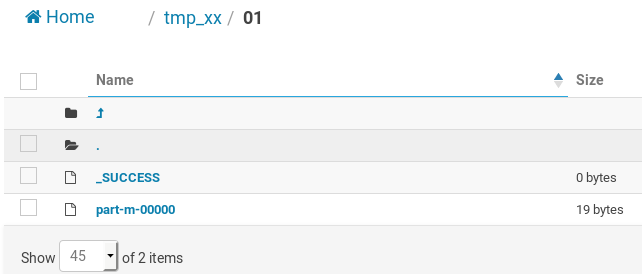 Home / tmp_xx / 01
Name Size
.
_SUCCESS 0 bytes
part-m-00000 19 bytes
Show 45 of 2 items